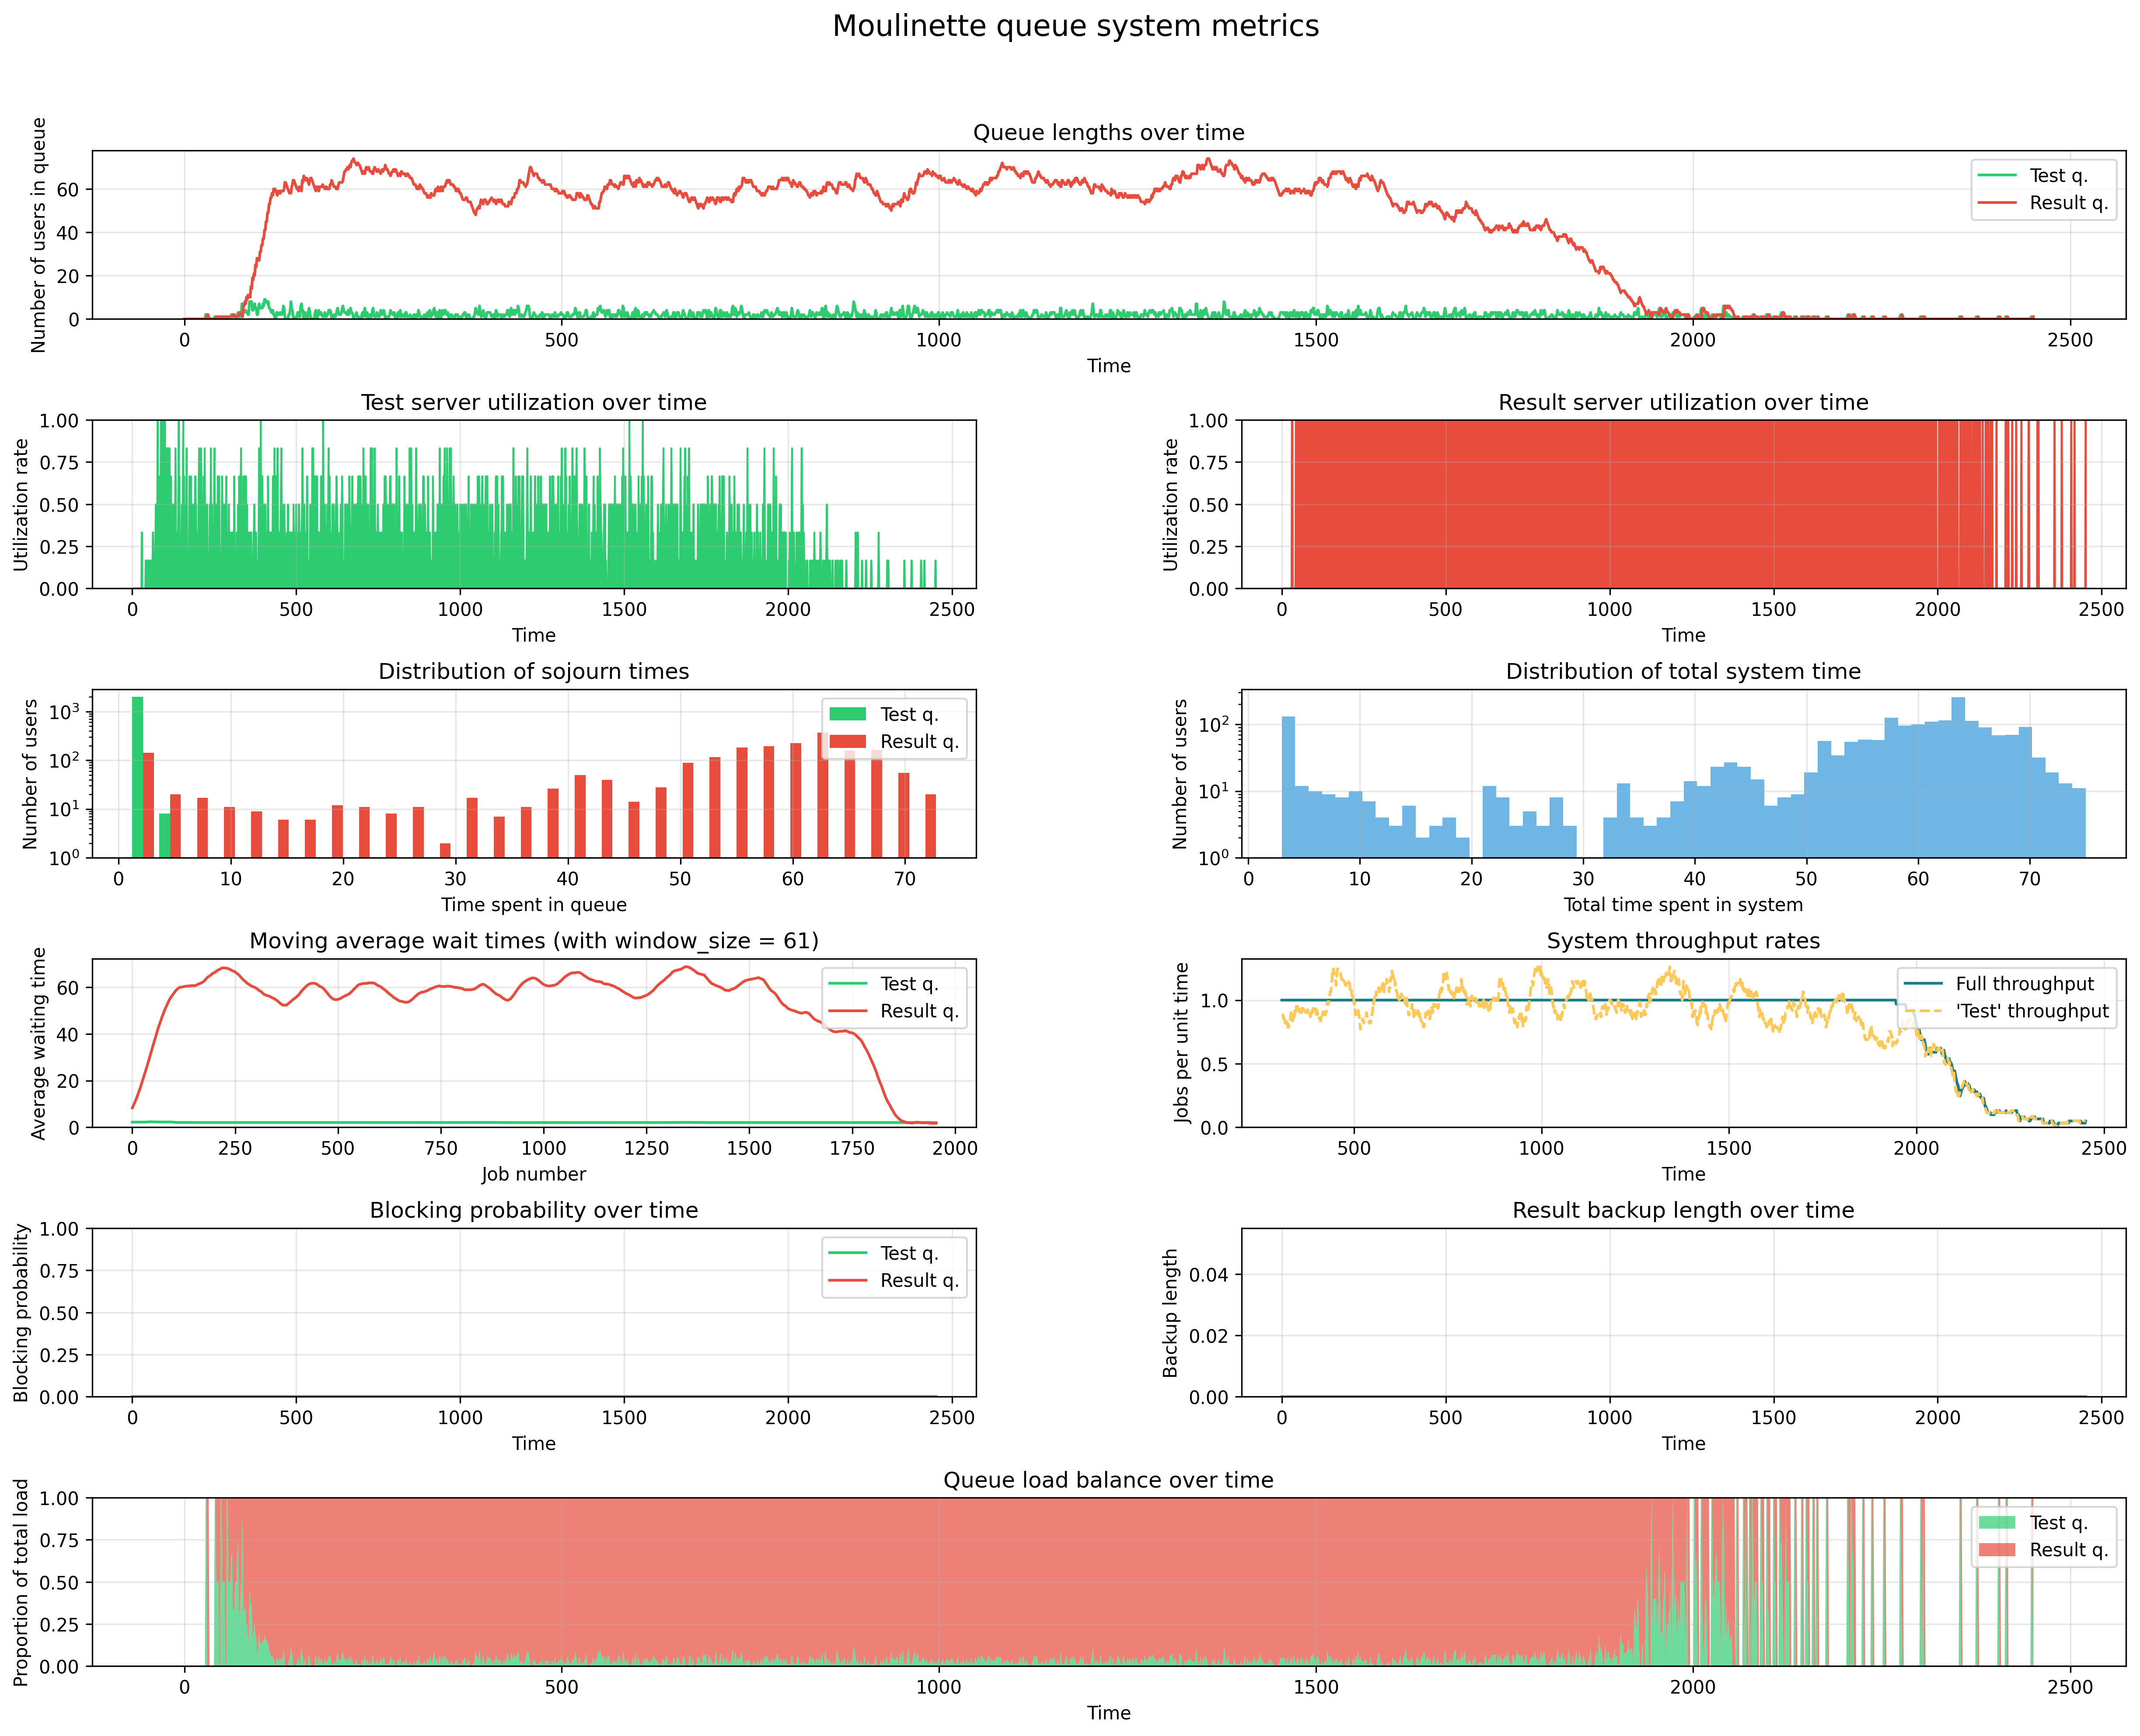 Moulinette queue system metrics
Queue lengths over time
Number of users in queue
60
40
20
0
Test q.
Result q.
0 500 1000 1500 2000 2500
Time
Test server utilization over time
Utilization rate
1.00
0.75
0.50
0.25
0.00
0 500 1000 1500 2000 2500
Time
Result server utilization over time
Utilization rate
1.00
0.75
0.50
0.25
0.00
0 500 1000 1500 2000 2500
Time
Distribution of sojourn times
Number of users
10³
10²
10¹
10⁰
Test q.
Result q.
0 10 20 30 40 50 60 70
Time spent in queue
Distribution of total system time
Number of users
10²
10¹
10⁰
0 10 20 30 40 50 60 70
Total time spent in system
Moving average wait times (with window_size = 61)
Average waiting time
60
40
20
0
Test q.
Result q.
0 250 500 750 1000 1250 1500 1750 2000
Job number
System throughput rates
Jobs per unit time
1.0
0.5
0.0
Full throughput
'Test' throughput
500 1000 1500 2000 2500
Time
Blocking probability over time
Blocking probability
1.00
0.75
0.50
0.25
0.00
Test q.
Result q.
0 500 1000 1500 2000 2500
Time
Result backup length over time
Backup length
0.04
0.02
0.00
0 500 1000 1500 2000 2500
Time
Queue load balance over time
Proportion of total load
1.00
0.75
0.50
0.25
0.00
Test q.
Result q.
0 500 1000 1500 2000 2500
Time